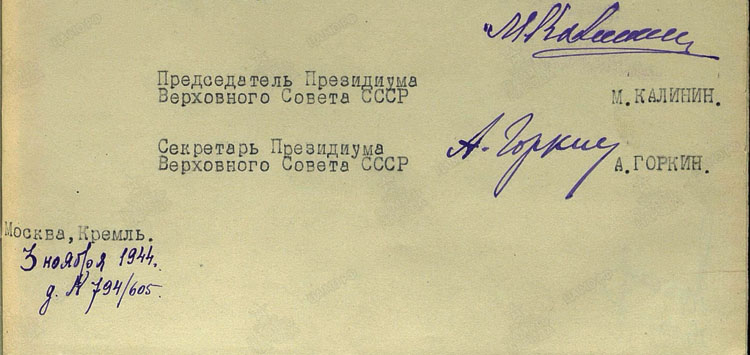 М. Калинин
Председатель Президиума
Верховного Совета СССР
М.КАЛИНИН.
Секретарь Президиума
Верховного Совета СССР
А. Горкин
А.ГОРКИН.
Москва,Кремль.
3 ноября 1944.
д. № 794/605.